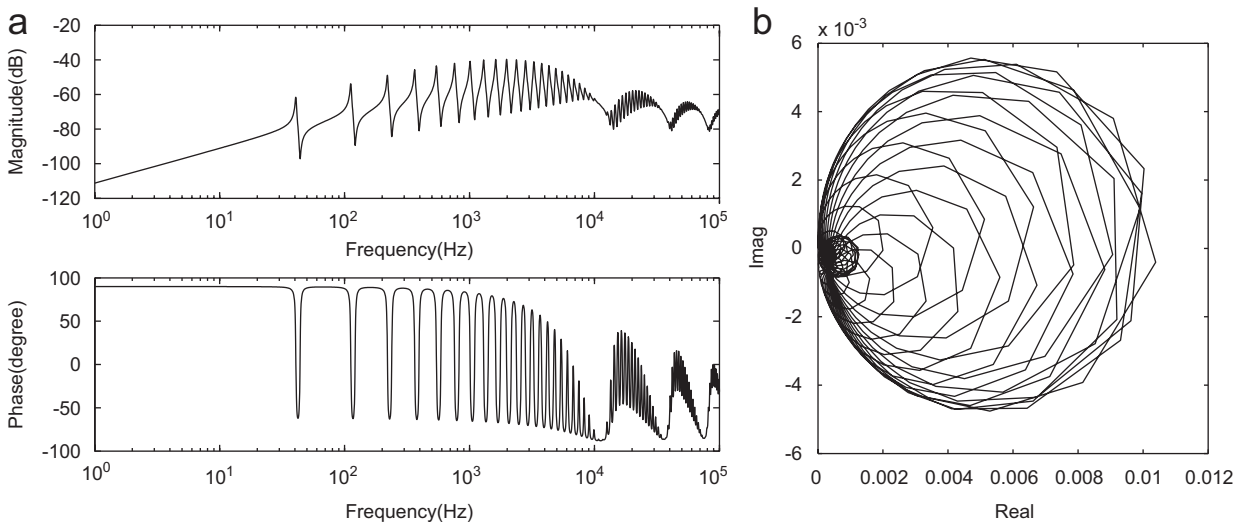 a
-20
-40
-60
-80
-100
-120
Magnitude(dB)
10^0 10^1 10^2 10^3 10^4 10^5
Frequency(Hz)
100
50
0
-50
-100
Phase(degree)
10^0 10^1 10^2 10^3 10^4 10^5
Frequency(Hz)
b
x 10^-3
6
4
2
0
-2
-4
-6
Imag
0 0.002 0.004 0.006 0.008 0.01 0.012
Real